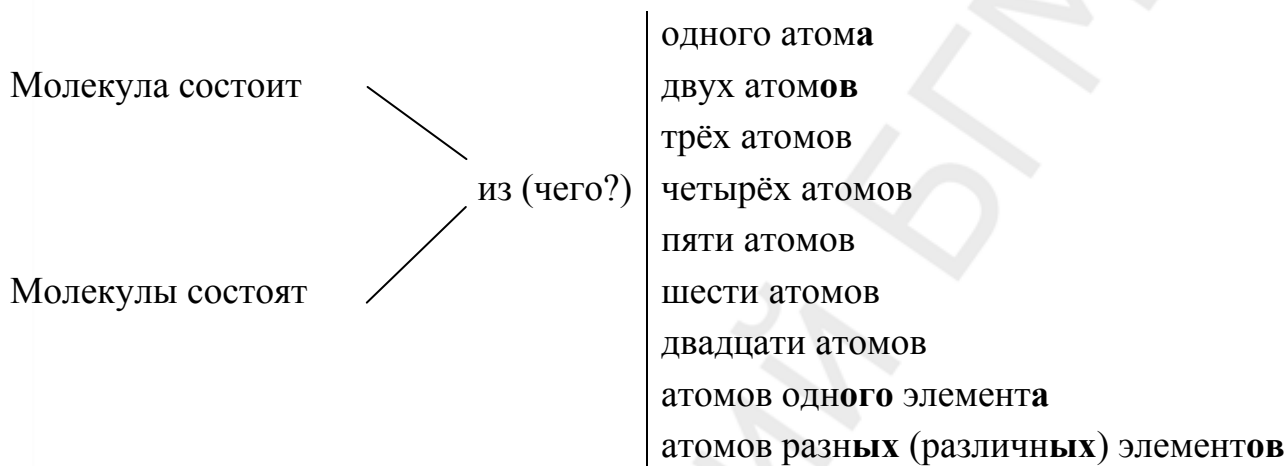 одного атома
Молекула состоит двух атомов
трёх атомов
из (чего?) четырёх атомов
пяти атомов
Молекулы состоят шести атомов
двадцати атомов
атомов одного элемента
атомов разных (различных) элементов